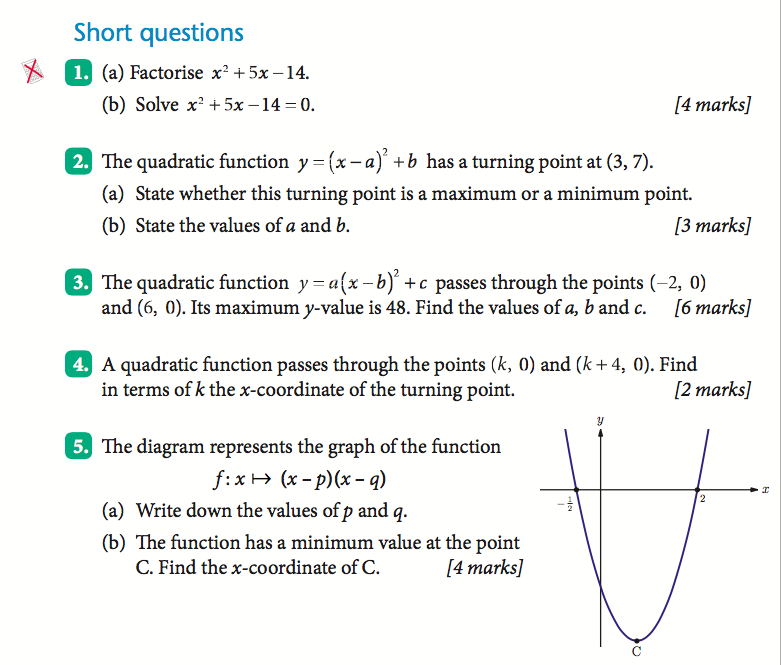 Short questions
1. (a) Factorise x² + 5x − 14.
(b) Solve x² + 5x − 14 = 0. [4 marks]
2. The quadratic function y = (x − a)² + b has a turning point at (3, 7).
(a) State whether this turning point is a maximum or a minimum point.
(b) State the values of a and b. [3 marks]
3. The quadratic function y = a(x − b)² + c passes through the points (−2, 0)
and (6, 0). Its maximum y-value is 48. Find the values of a, b and c. [6 marks]
4. A quadratic function passes through the points (k, 0) and (k + 4, 0). Find
in terms of k the x-coordinate of the turning point. [2 marks]
5. The diagram represents the graph of the function
f : x ↦ (x − p)(x − q)
(a) Write down the values of p and q.
(b) The function has a minimum value at the point
C. Find the x-coordinate of C. [4 marks]
y
x
−1/2
2
C